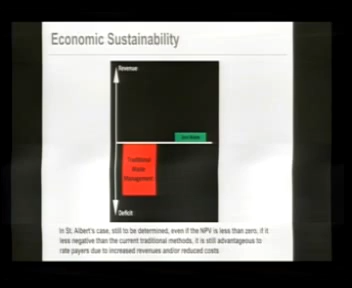 Economic Sustainability
Revenue
Traditional
Waste
Management
Deficit
In St. Albert's case, still to be determined, even if the NPV is less than zero, if it
less negative than the current traditional methods, it is still advantageous to
rate payers due to increased revenues and/or reduced costs